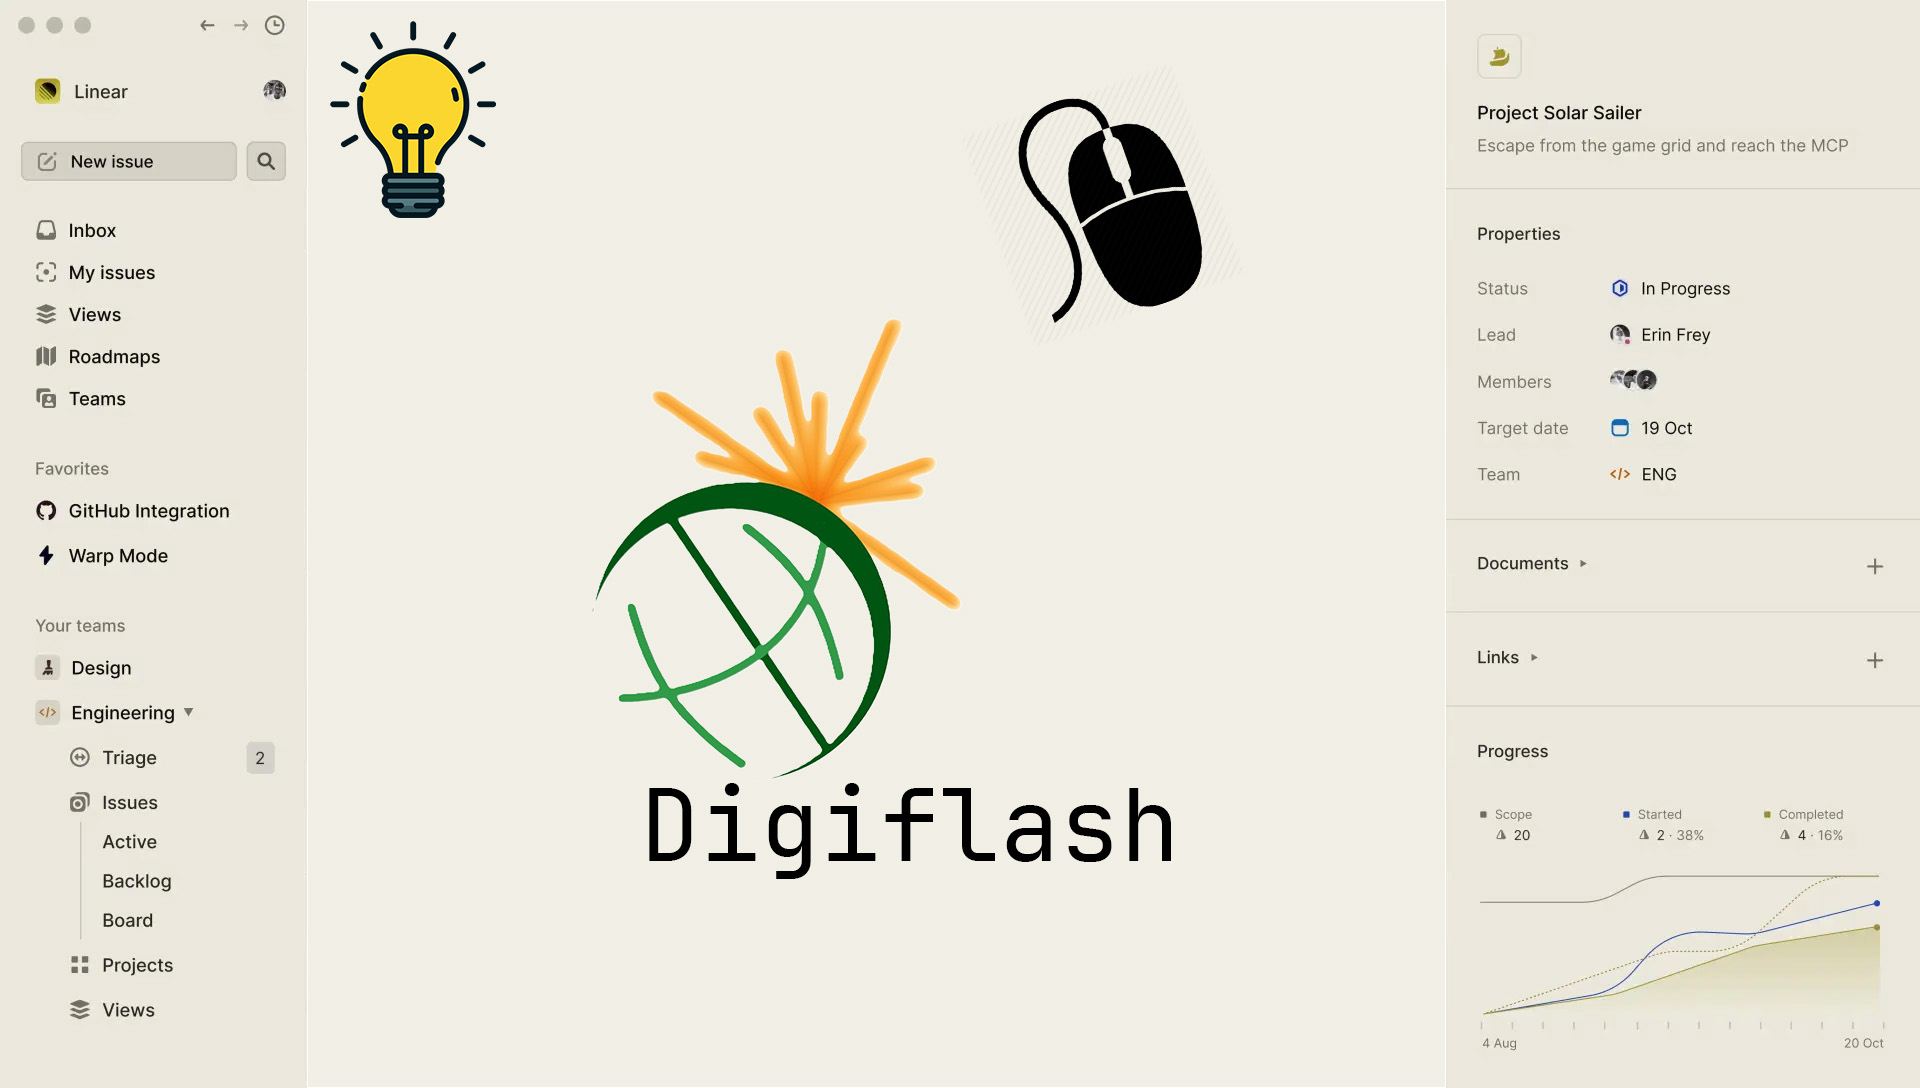 Linear
New issue
Inbox
My issues
Views
Roadmaps
Teams
Favorites
GitHub Integration
Warp Mode
Your teams
Design
Engineering
Triage 2
Issues
Active
Backlog
Board
Projects
Views
Digiflash
Project Solar Sailer
Escape from the game grid and reach the MCP
Properties
Status In Progress
Lead Erin Frey
Members
Target date 19 Oct
Team </> ENG
Documents
Links
Progress
Scope Started Completed
20 2 · 38% 4 · 16%
4 Aug 20 Oct